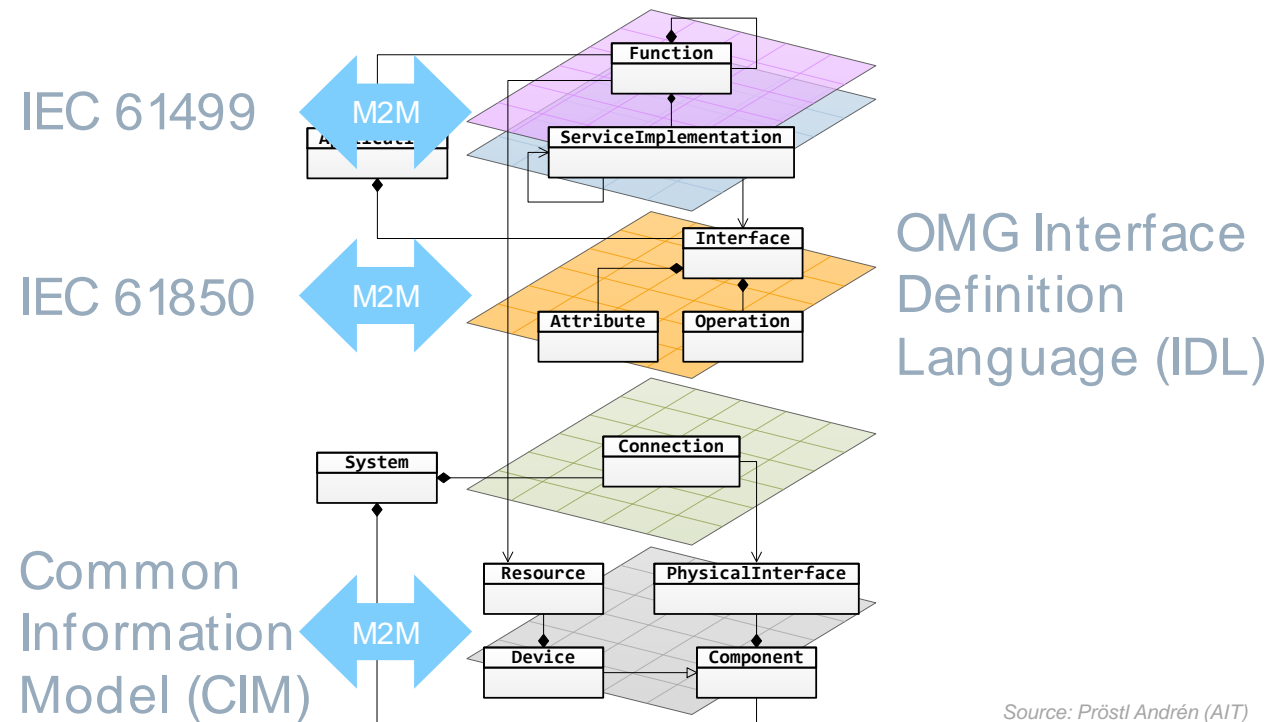 Function
IEC 61499
M2M
ServiceImplementation
Interface
OMG Interface
Definition
Language (IDL)
IEC 61850
M2M
Attribute
Operation
Connection
System
Common
Information
Model (CIM)
M2M
Resource
PhysicalInterface
Device
Component
Source: Pröstl Andrén (AIT)